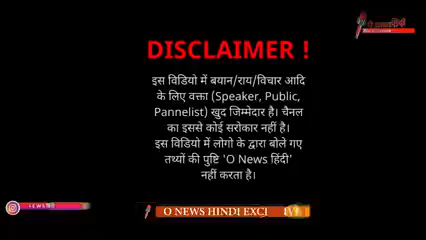 DISCLAIMER !
इस विडियो में बयान/राय/विचार आदि
के लिए वक्ता (Speaker, Public,
Pannelist) खुद जिम्मेदार है। चैनल
का इससे कोई सरोकार नहीं है।
इस विडियो में लोगो के द्वारा बोले गए
तथ्यों की पुष्टि 'O News हिंदी'
नहीं करता है।
O NEWS HINDI EXCL